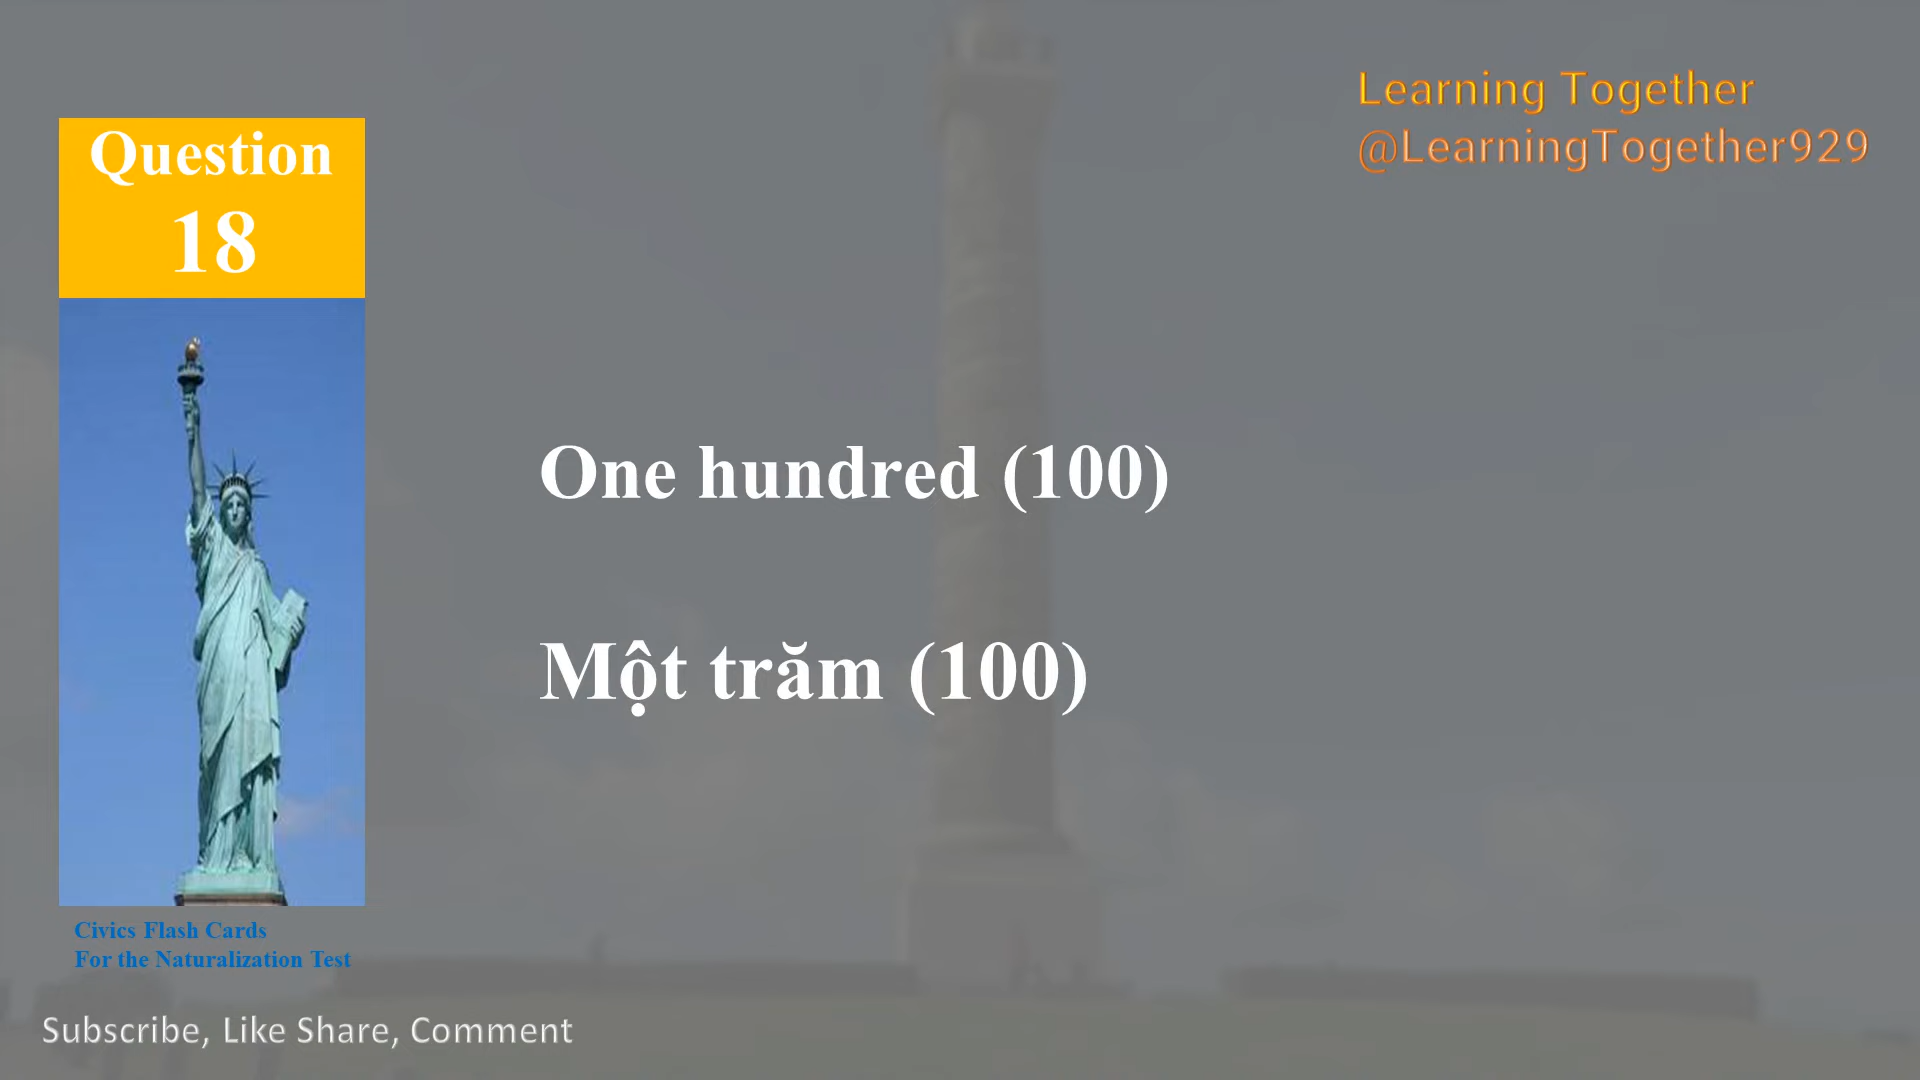 Learning Together
@LearningTogether929
Question
18
One hundred (100)
Một trăm (100)
Civics Flash Cards
For the Naturalization Test
Subscribe, Like Share, Comment